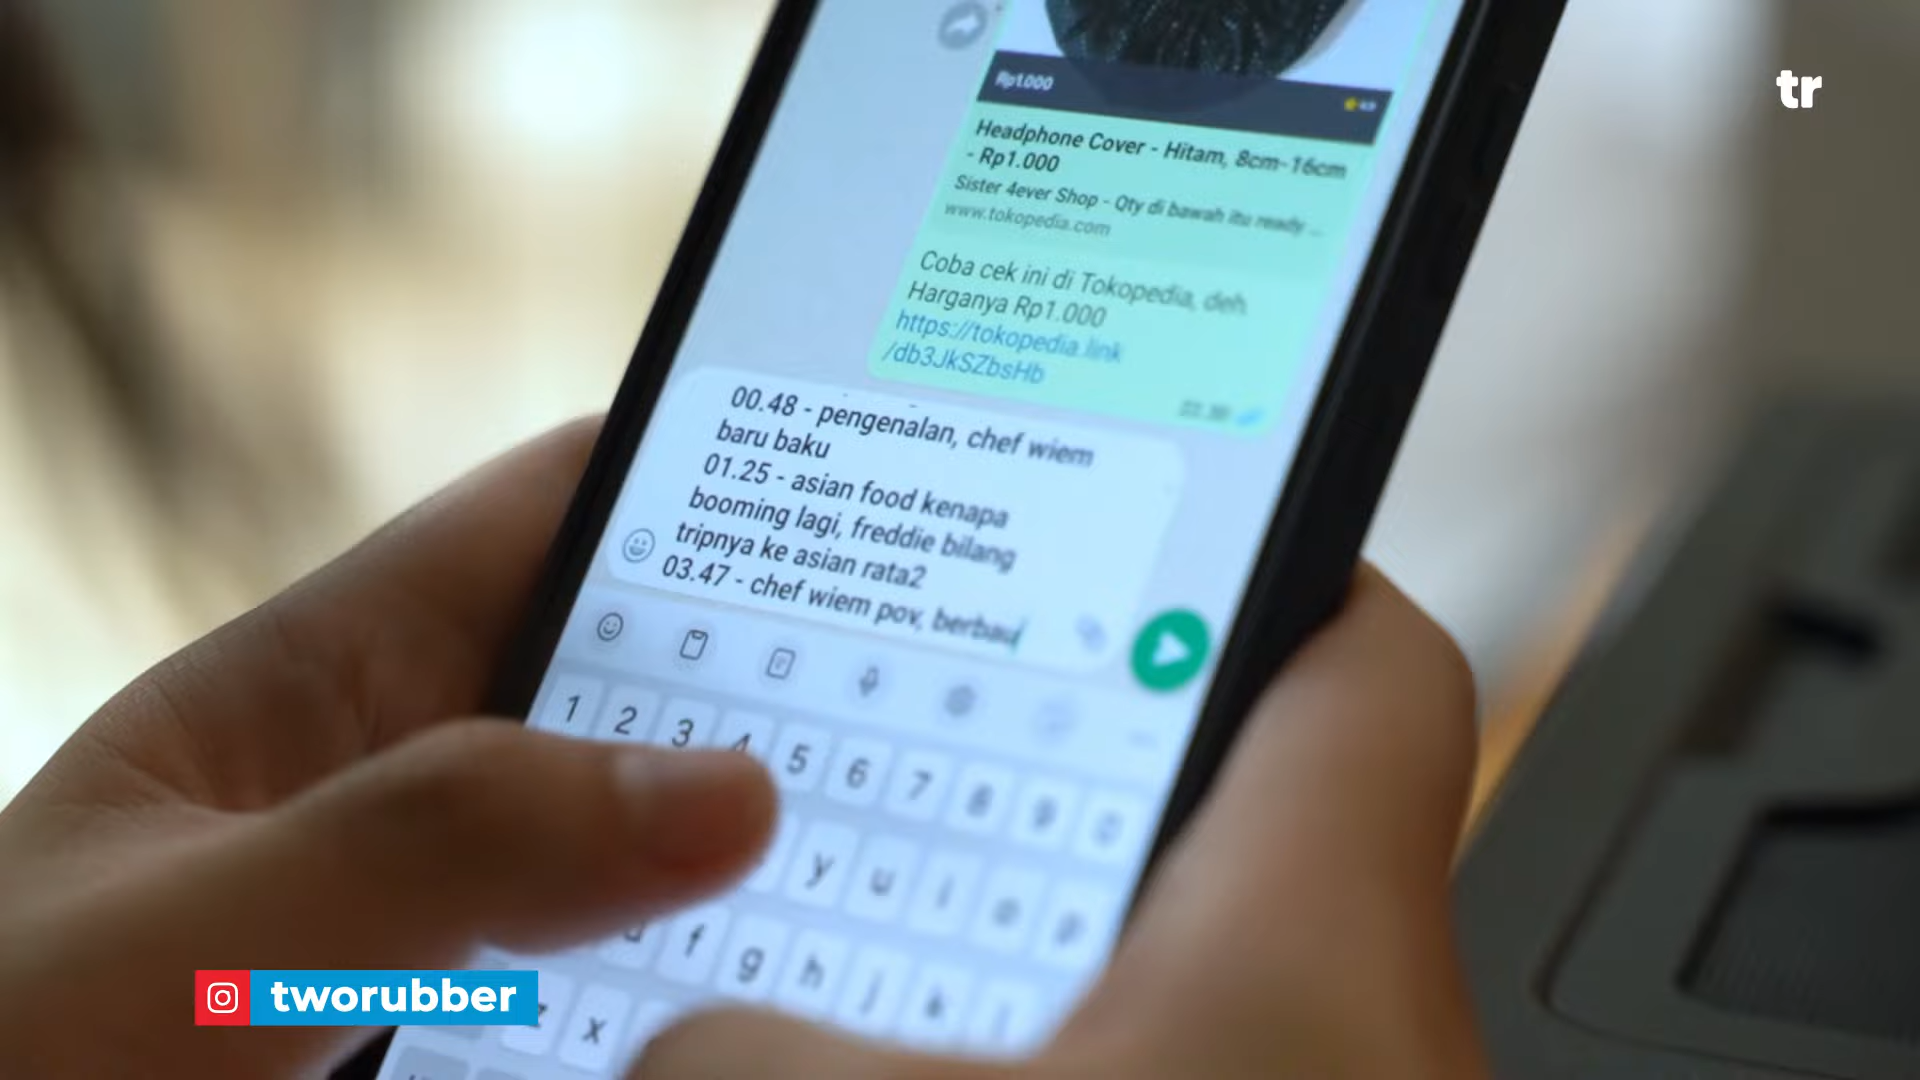 tr
Rp1.000
Headphone Cover - Hitam, 8cm-16cm
- Rp1.000
Sister 4ever Shop - Qty di bawah itu ready ...
www.tokopedia.com
Coba cek ini di Tokopedia, deh.
Harganya Rp1.000
https://tokopedia.link
/db3JkSZbsHb
00.48 - pengenalan, chef wiem
baru baku
01.25 - asian food kenapa
booming lagi, freddie bilang
tripnya ke asian rata2
03.47 - chef wiem pov, berbau
1 2 3 4 5 6 7 8 9 0
y u i o p
d f g h j k l
z x
tworubber